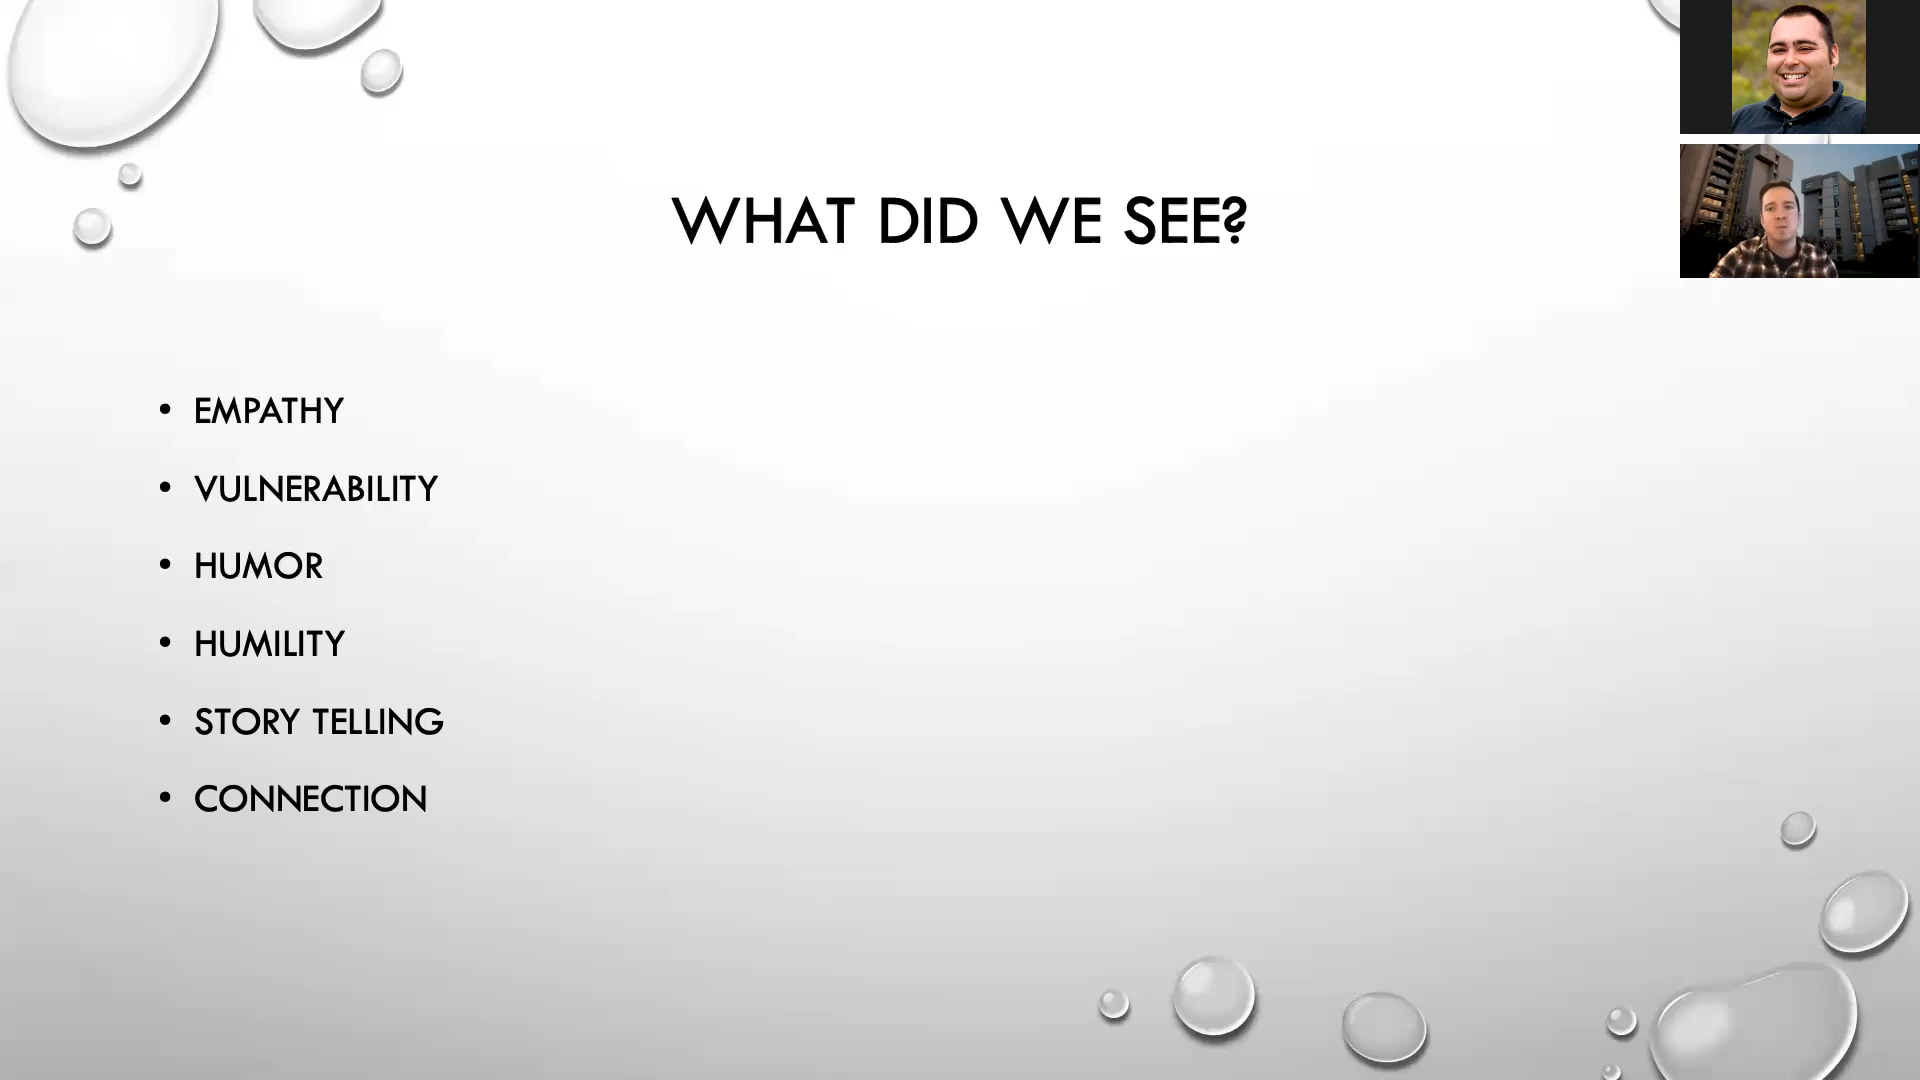 WHAT DID WE SEE?
• EMPATHY
• VULNERABILITY
• HUMOR
• HUMILITY
• STORY TELLING
• CONNECTION